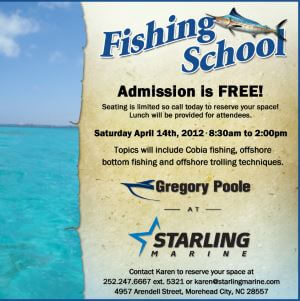 Fishing
School
Admission is FREE!
Seating is limited so call today to reserve your space!
Lunch will be provided for attendees.
Saturday April 14th, 2012 · 8:30am to 2:00pm
Topics will include Cobia fishing, offshore
bottom fishing and offshore trolling techniques.
Gregory Poole
AT
STARLING
MARINE
Contact Karen to reserve your space at
252.247.6667 ext. 5321 or karen@starlingmarine.com
4957 Arendell Street, Morehead City, NC 28557